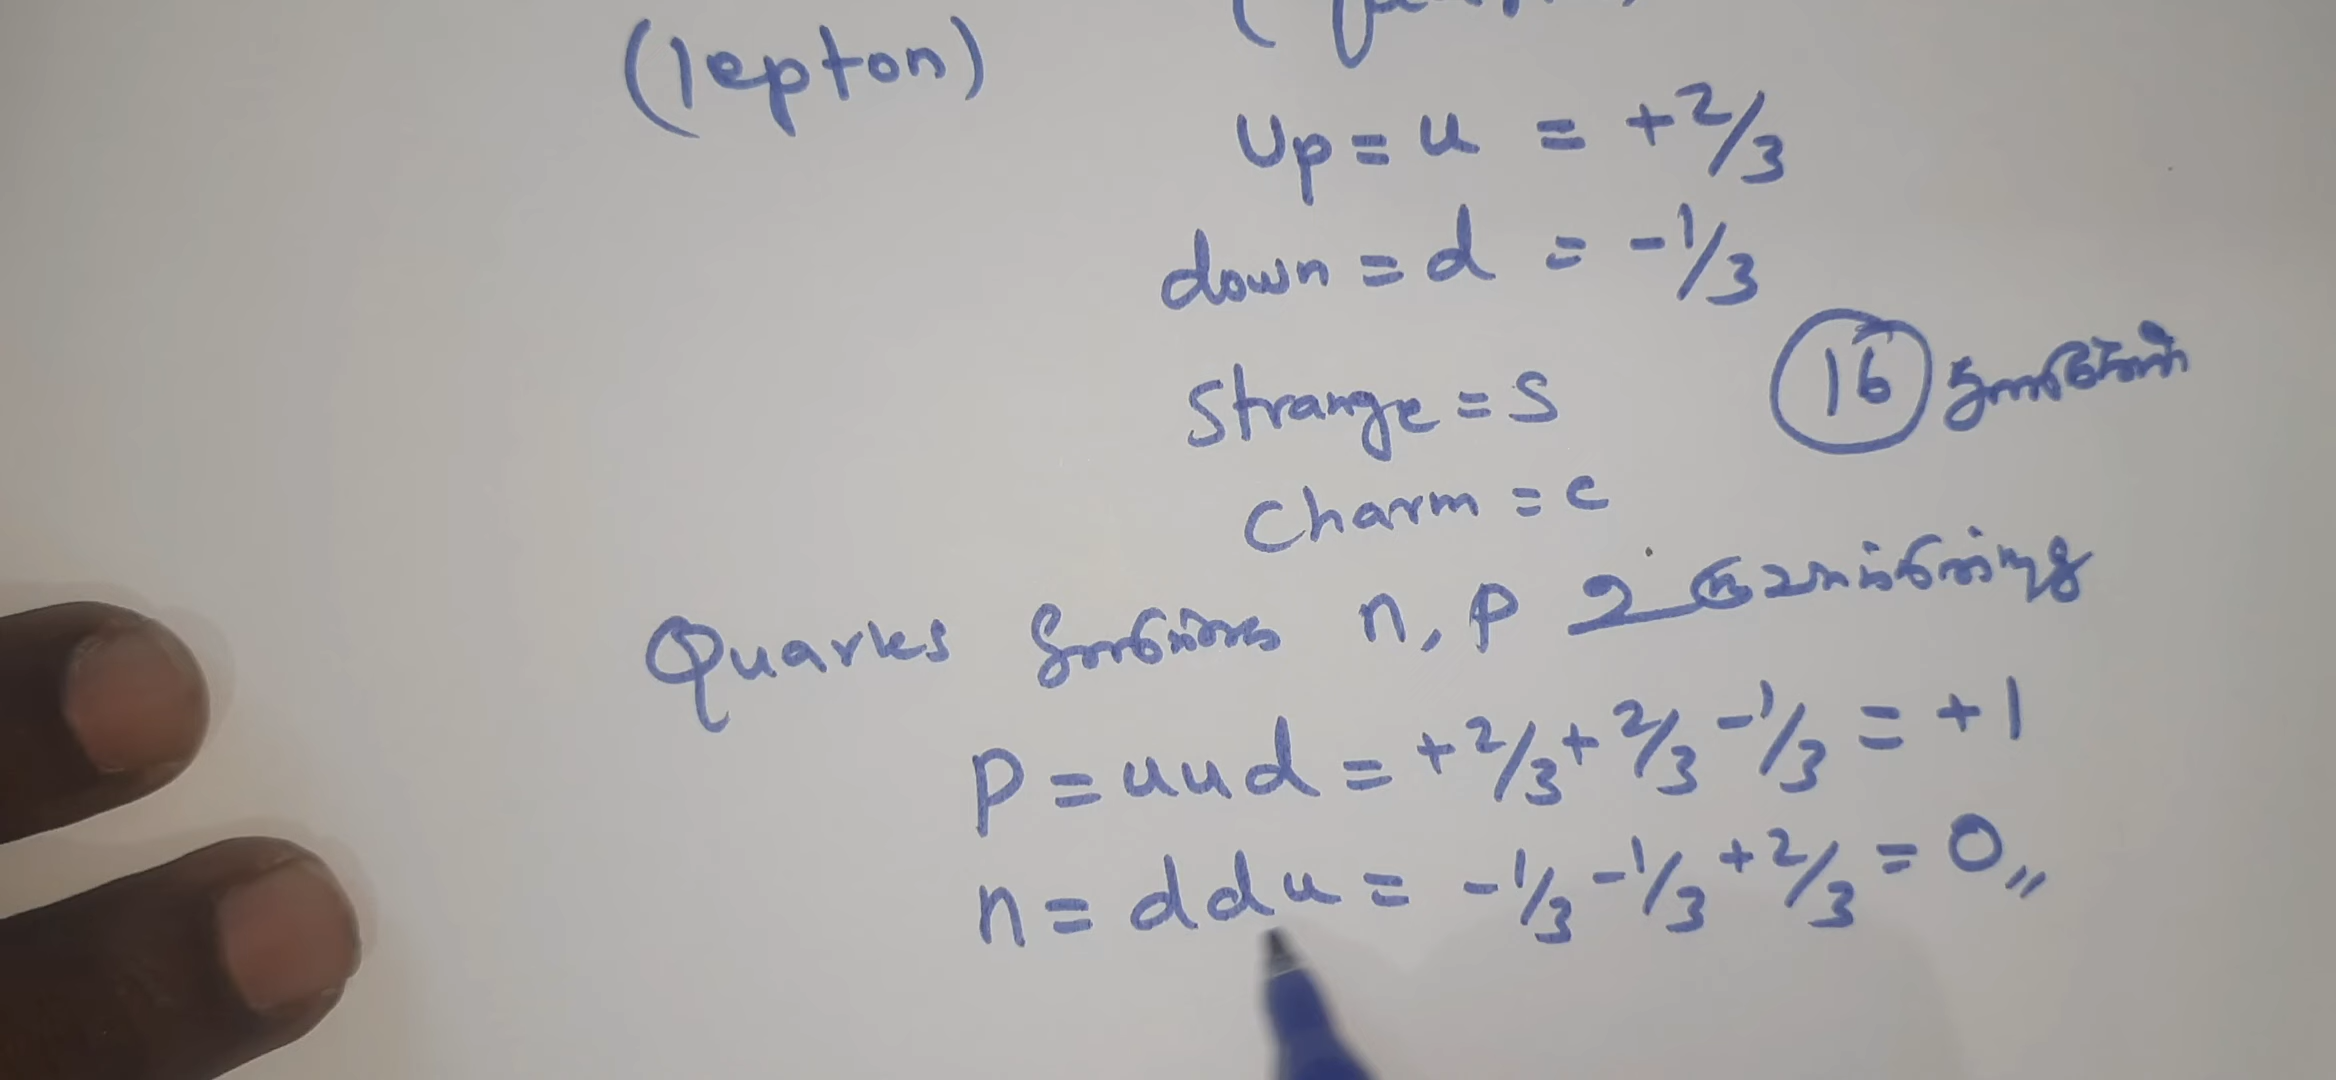 (lepton)
Up = u = +2/3
down = d = -1/3
Strange = S
16
Charm = c
Quarks n, p
P = uud = +2/3 + 2/3 - 1/3 = +1
n = ddu = -1/3 - 1/3 + 2/3 = 0,,